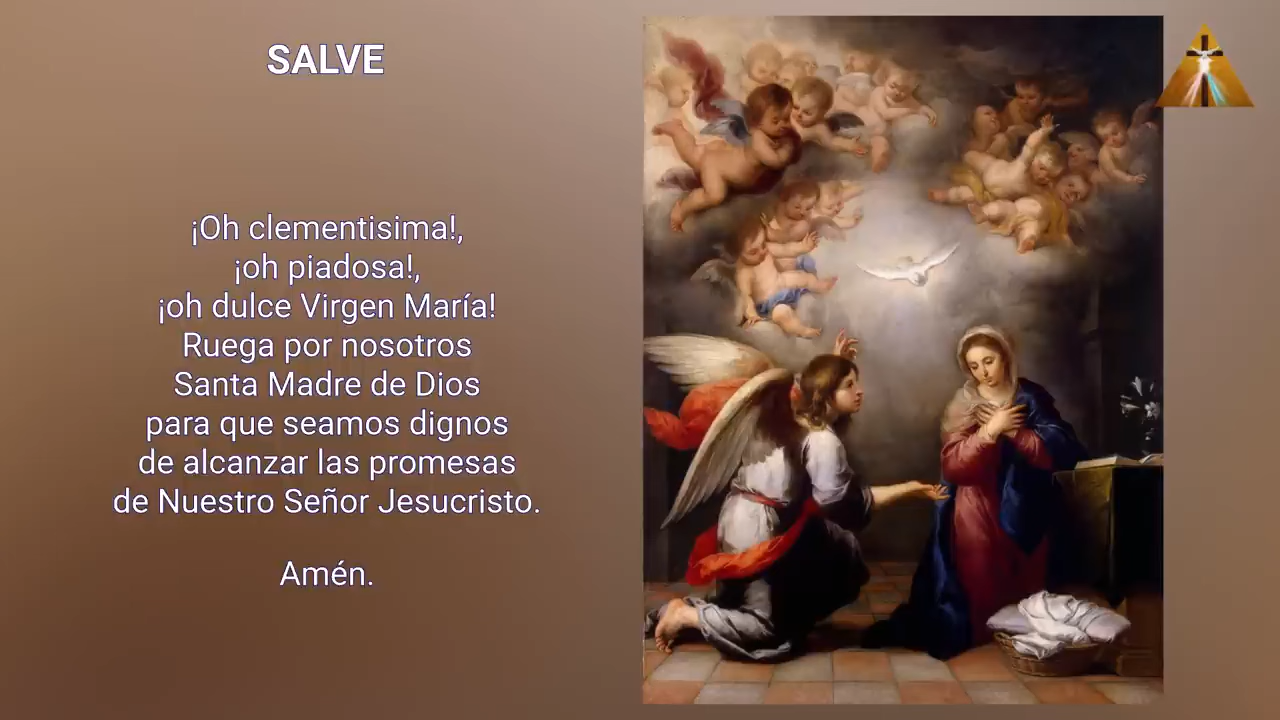 SALVE
¡Oh clementisima!,
¡oh piadosa!,
¡oh dulce Virgen María!
Ruega por nosotros
Santa Madre de Dios
para que seamos dignos
de alcanzar las promesas
de Nuestro Señor Jesucristo.
Amén.